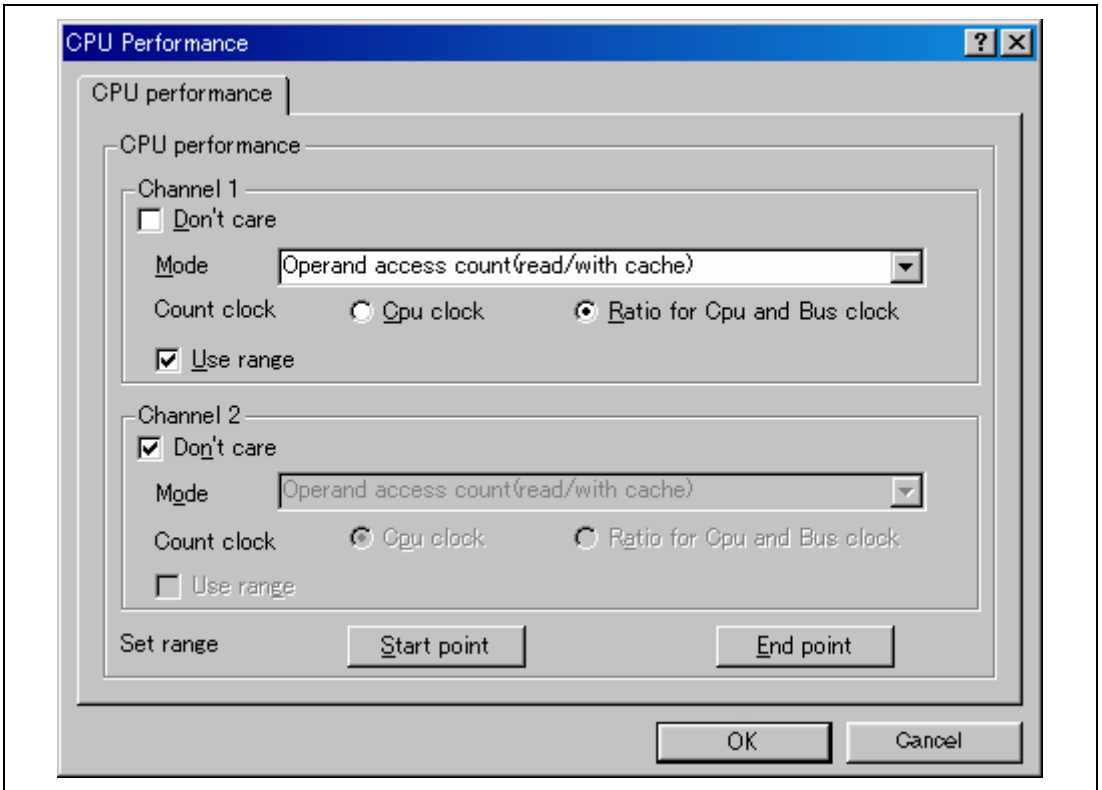 CPU Performance
CPU performance
CPU performance
Channel 1
Don't care
Mode Operand access count(read/with cache)
Count clock Cpu clock Ratio for Cpu and Bus clock
Use range
Channel 2
Don't care
Mode Operand access count(read/with cache)
Count clock Cpu clock Ratio for Cpu and Bus clock
Use range
Set range Start point End point
OK Cancel